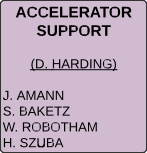 ACCELERATOR
SUPPORT
(D. HARDING)
J. AMANN
S. BAKETZ
W. ROBOTHAM
H. SZUBA